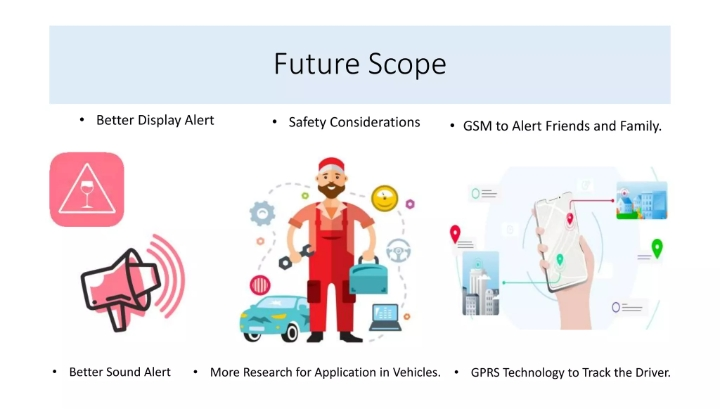 Future Scope
• Better Display Alert
• Safety Considerations
• GSM to Alert Friends and Family.
• Better Sound Alert
• More Research for Application in Vehicles.
• GPRS Technology to Track the Driver.